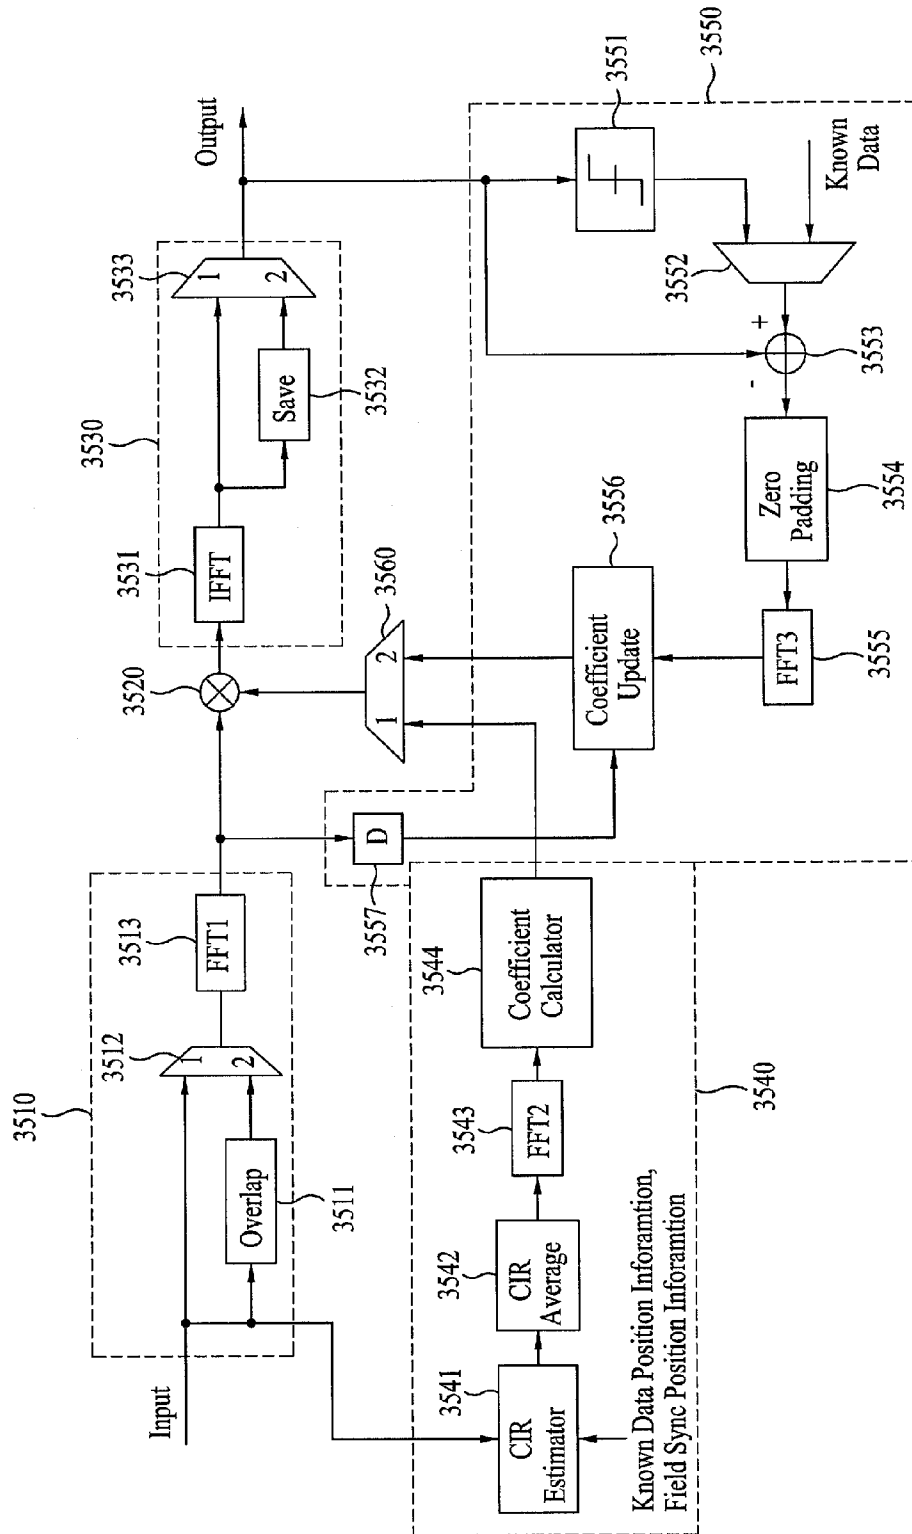 3510
3530
3550
Input
Overlap
3511
1
2
3512
FFT1
3513
3520
IFFT
3531
Save
3532
1
2
3533
Output
3551
Known
Data
3552
+
-
3553
Zero
Padding
3554
FFT3
3555
Coefficient
Update
3556
1
2
3560
D
3557
CIR
Estimator
3541
CIR
Average
3542
FFT2
3543
Coefficient
Calculator
3544
3540
Known Data Position Inforamtion,
Field Sync Position Inforamtion